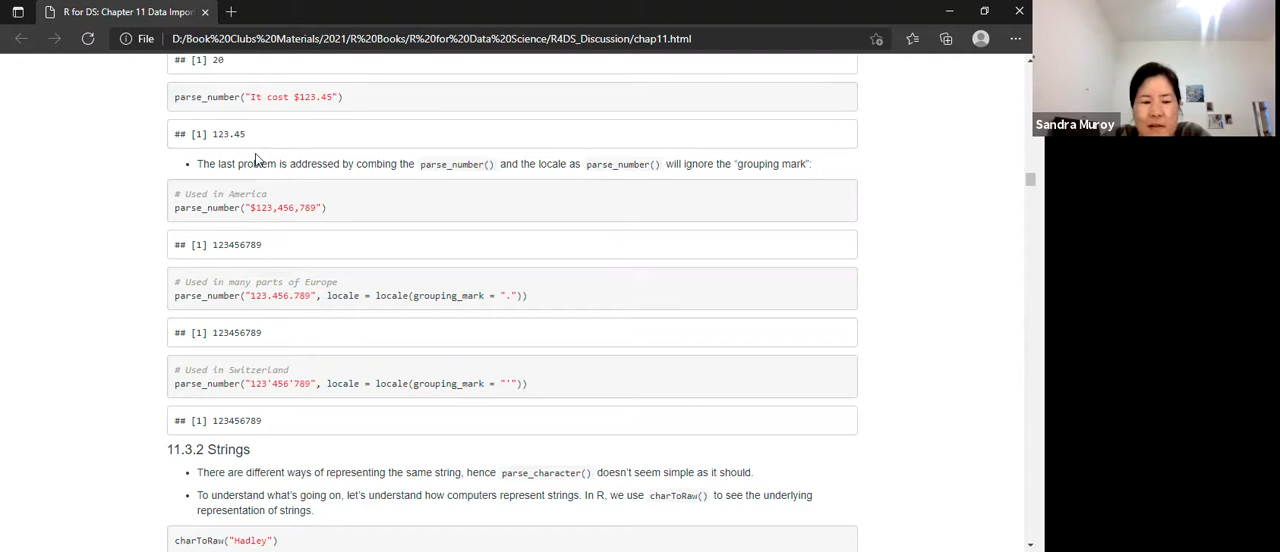 R for DS: Chapter 11 Data Impor
File
D:/Book%20Clubs%20Materials/2021/R%20Books/R%20for%20Data%20Science/R4DS_Discussion/chap11.html
## [1] 20
parse_number("It cost $123.45")
## [1] 123.45
The last problem is addressed by combing the parse_number() and the locale as parse_number() will ignore the “grouping mark”:
# Used in America
parse_number("$123,456,789")
## [1] 123456789
# Used in many parts of Europe
parse_number("123.456.789", locale = locale(grouping_mark = "."))
## [1] 123456789
# Used in Switzerland
parse_number("123'456'789", locale = locale(grouping_mark = "'"))
## [1] 123456789
11.3.2 Strings
There are different ways of representing the same string, hence parse_character() doesn’t seem simple as it should.
To understand what’s going on, let’s understand how computers represent strings. In R, we use charToRaw() to see the underlying
representation of strings.
charToRaw("Hadley")
Sandra Muroy